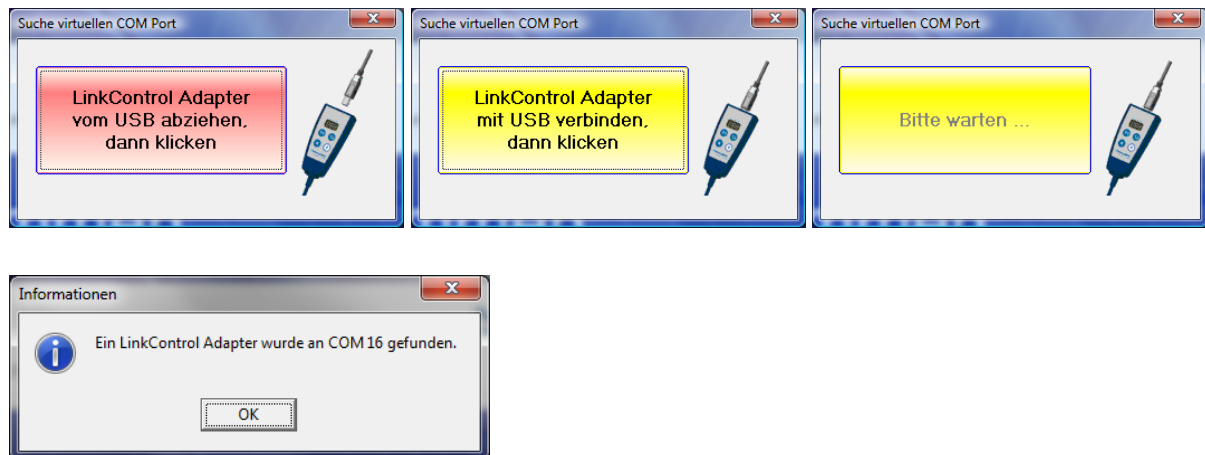 Suche virtuellen COM Port
LinkControl Adapter
vom USB abziehen,
dann klicken
Suche virtuellen COM Port
LinkControl Adapter
mit USB verbinden,
dann klicken
Suche virtuellen COM Port
Bitte warten ...
Informationen
Ein LinkControl Adapter wurde an COM 16 gefunden.
OK